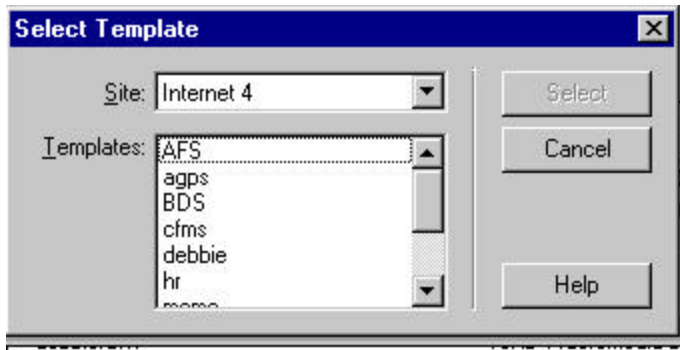 Select Template
Site: Internet 4
Select
Templates: AFS
agps
BDS
cfms
debbie
hr
Cancel
Help